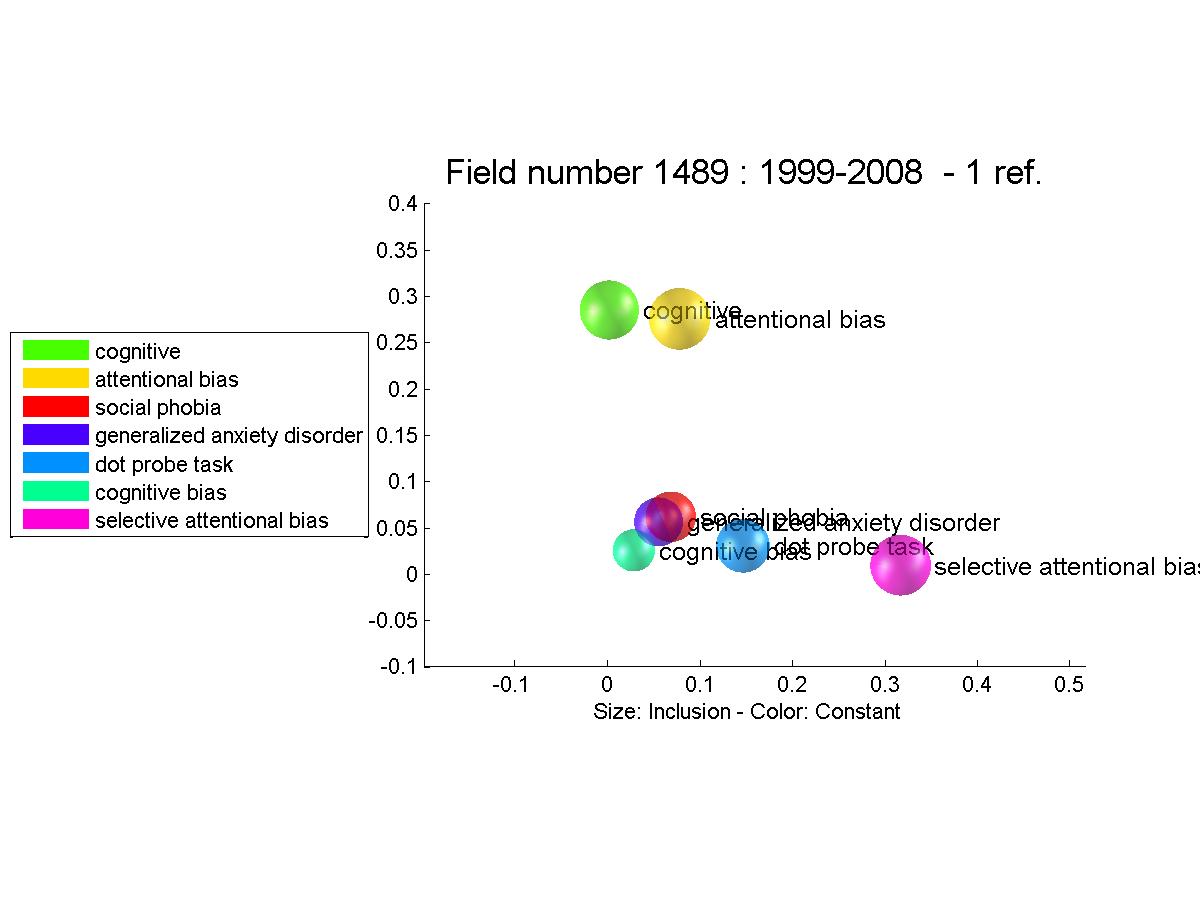 Field number 1489 : 1999-2008 - 1 ref.
0.4
0.35
0.3
0.25
0.2
0.15
0.1
0.05
0
-0.05
-0.1
cognitive
attentional bias
social phobia
generalized anxiety disorder
dot probe task
cognitive bias
selective attentional bias
cognitive
attentional bias
social phobia
generalized anxiety disorder
dot probe task
cognitive bias
selective attentional bias
-0.1 0 0.1 0.2 0.3 0.4 0.5
Size: Inclusion - Color: Constant